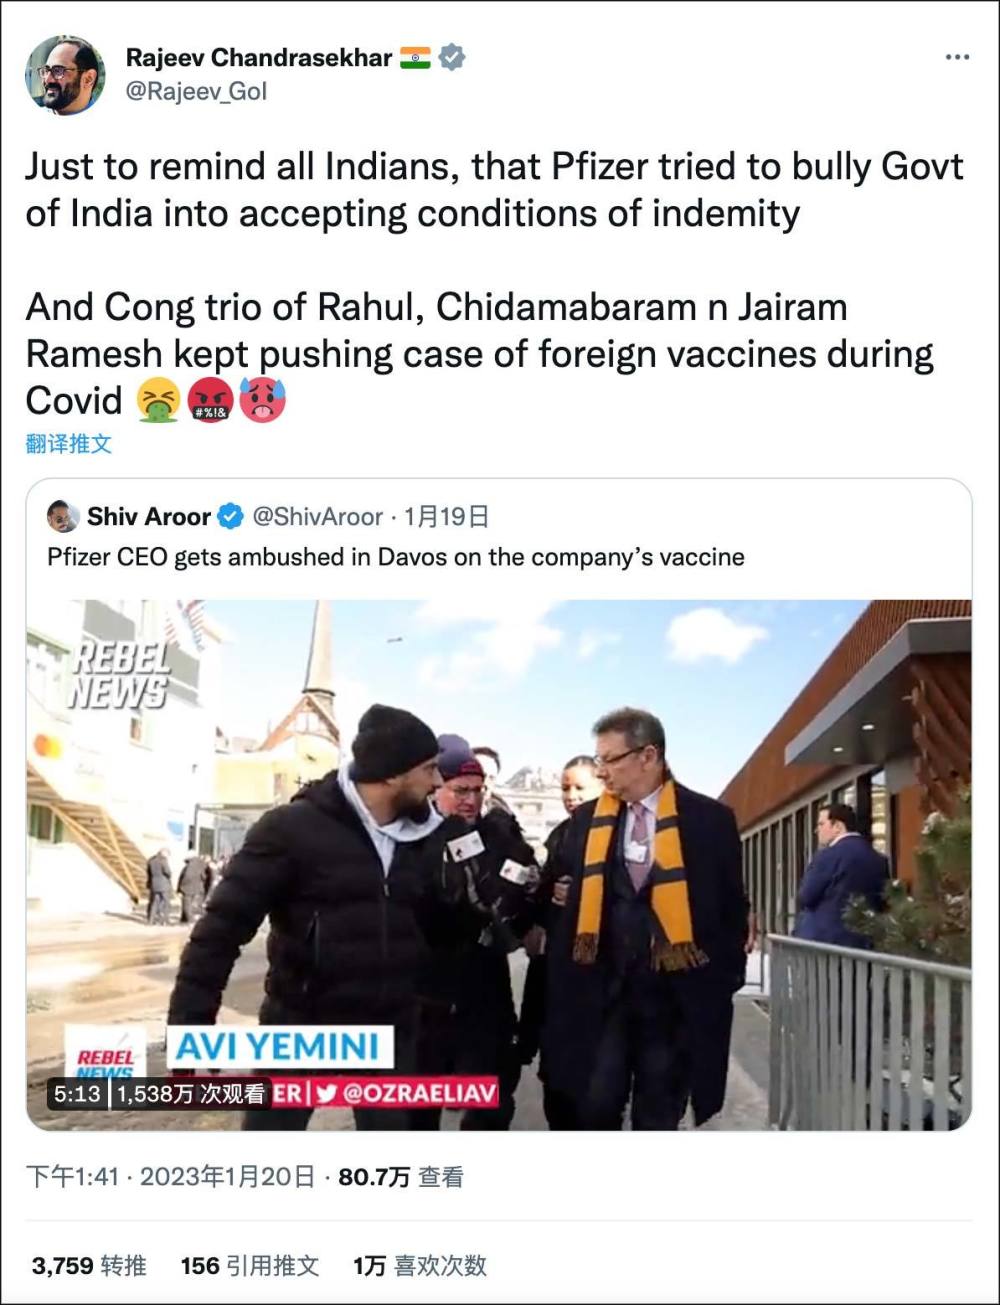 Rajeev Chandrasekhar
@Rajeev_GoI
Just to remind all Indians, that Pfizer tried to bully Govt
of India into accepting conditions of indemity
And Cong trio of Rahul, Chidamabaram n Jairam
Ramesh kept pushing case of foreign vaccines during
Covid
#%!&
翻译推文
Shiv Aroor @ShivAroor · 1月19日
Pfizer CEO gets ambushed in Davos on the company’s vaccine
REBEL
NEWS
REBEL
NEWS
AVI YEMINI
5:13 1,538万 次观看 ER | @OZRAELIAV
下午1:41 · 2023年1月20日 · 80.7万 查看
3,759 转推 156 引用推文 1万 喜欢次数